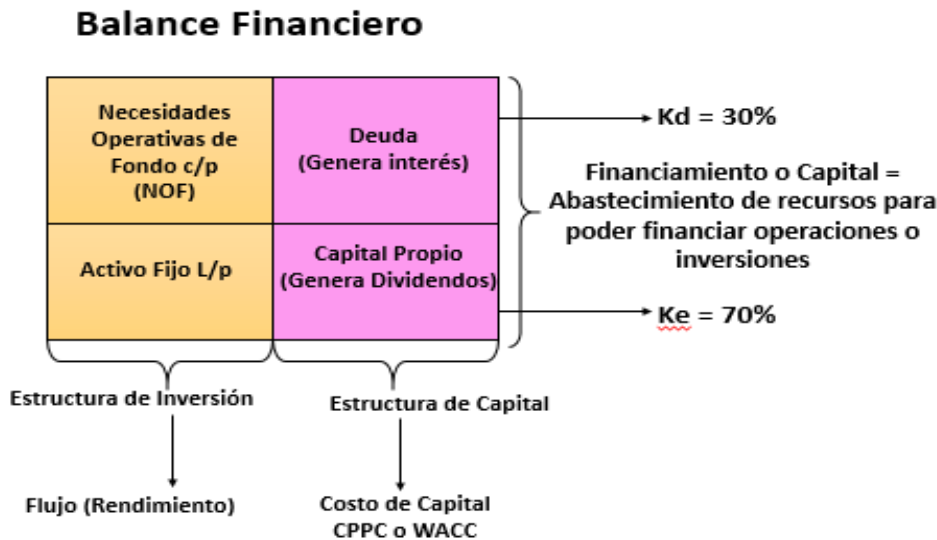 Balance Financiero
Necesidades
Operativas de
Fondo c/p
(NOF)
Deuda
(Genera interés)
Activo Fijo L/p
Capital Propio
(Genera Dividendos)
Kd = 30%
Financiamiento o Capital =
Abastecimiento de recursos para
poder financiar operaciones o
inversiones
Ke = 70%
Estructura de Inversión
Estructura de Capital
Flujo (Rendimiento)
Costo de Capital
CPPC o WACC